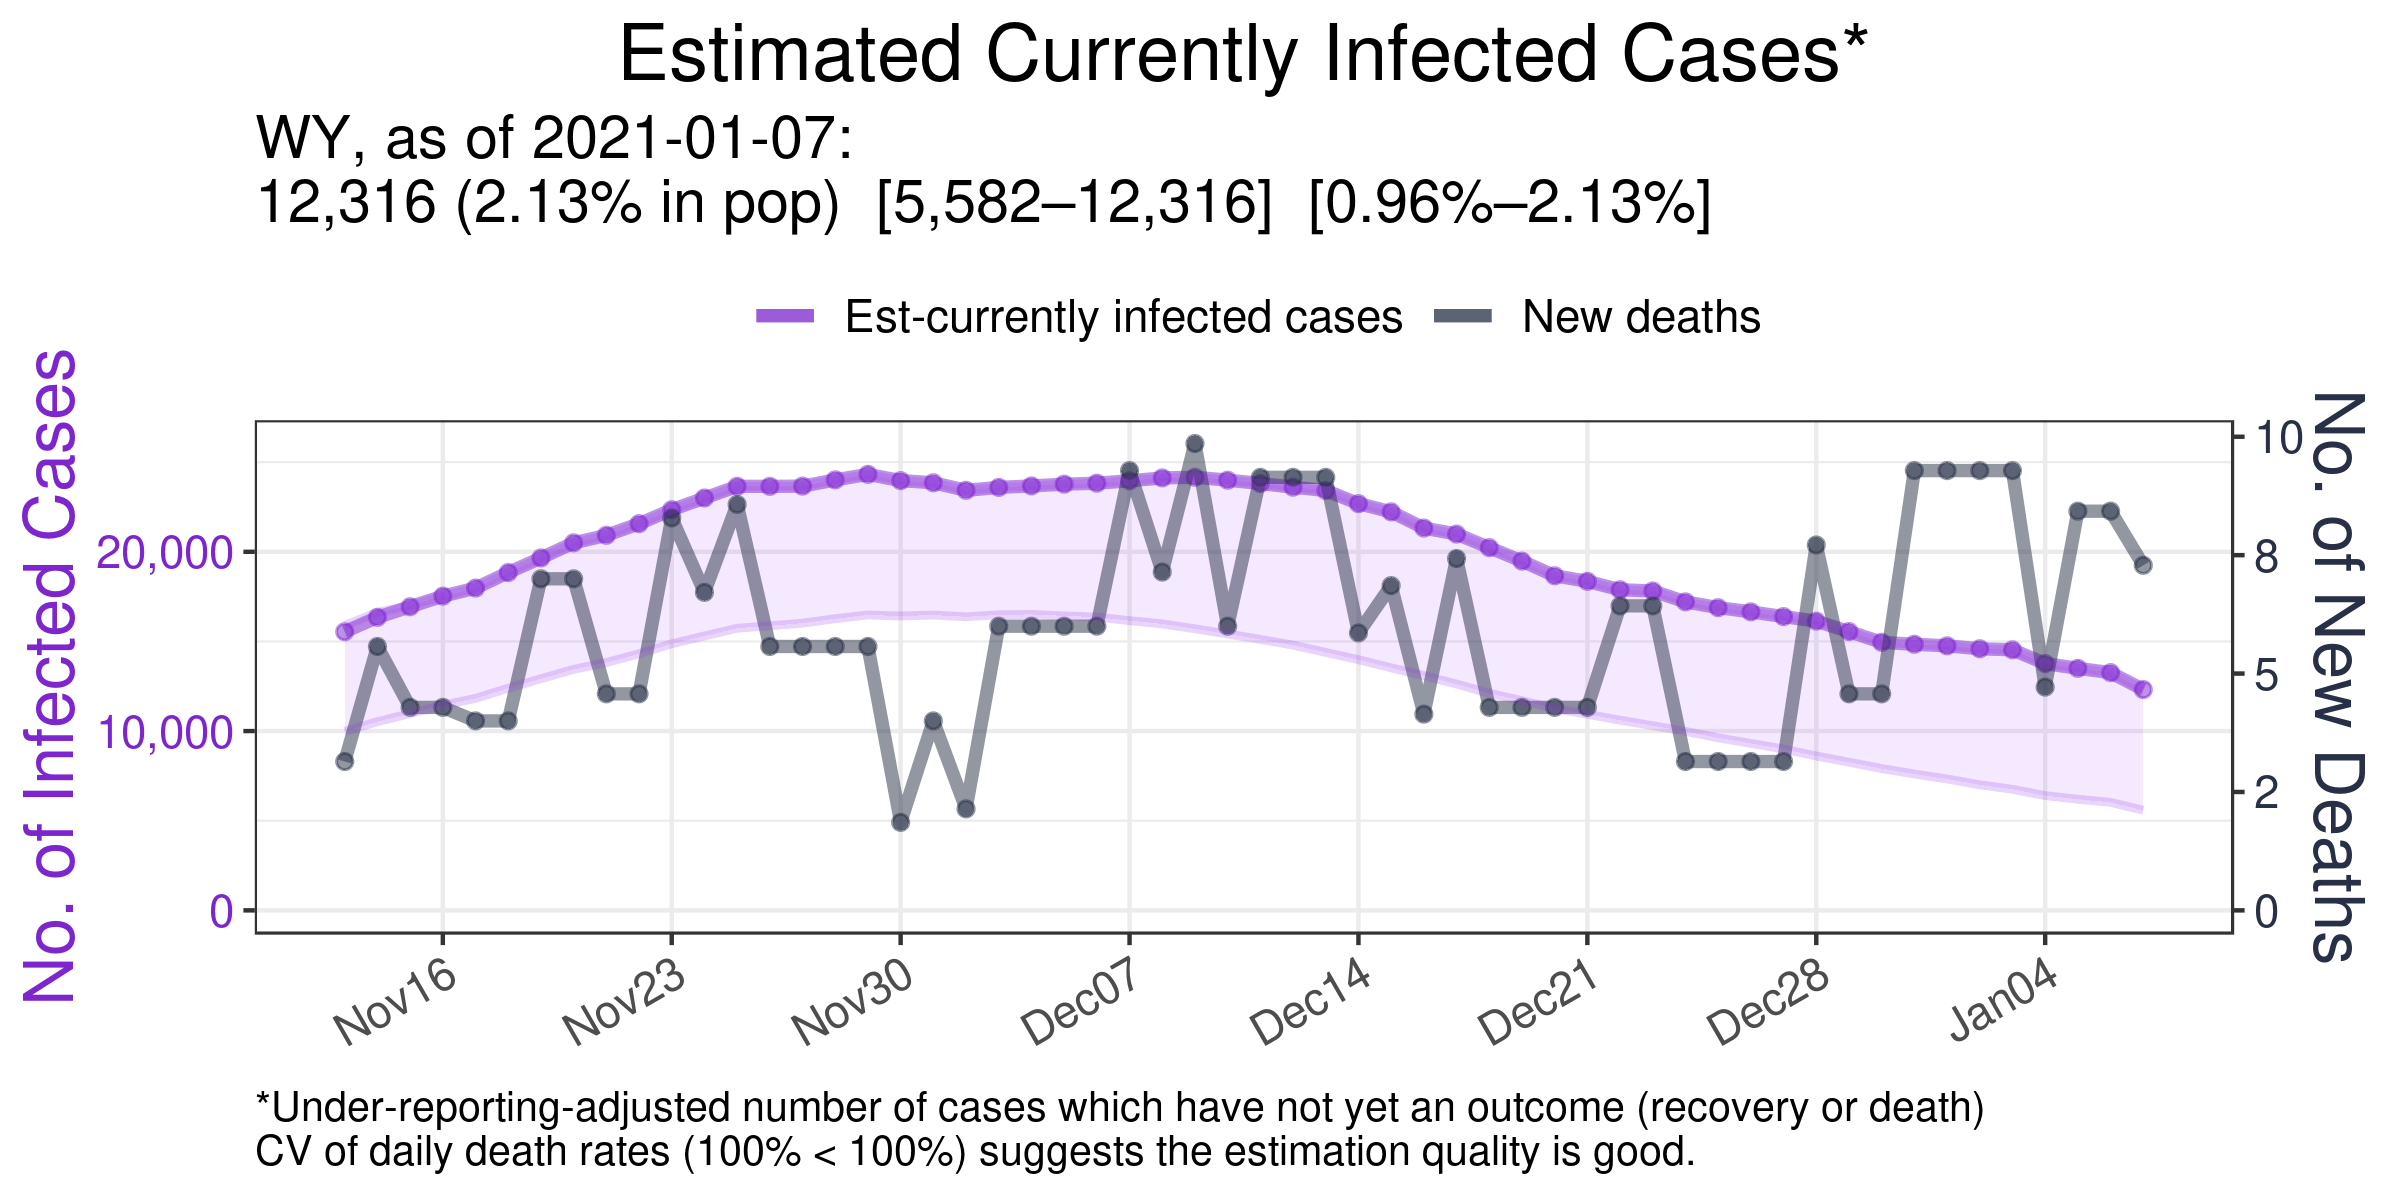 Estimated Currently Infected Cases*
WY, as of 2021-01-07:
12,316 (2.13% in pop)  [5,582–12,316]  [0.96%–2.13%]
Est-currently infected cases
New deaths
No. of Infected Cases
20,000
10,000
0
10
8
5
2
0
No. of New Deaths
Nov16
Nov23
Nov30
Dec07
Dec14
Dec21
Dec28
Jan04
*Under-reporting-adjusted number of cases which have not yet an outcome (recovery or death)
CV of daily death rates (100% < 100%) suggests the estimation quality is good.